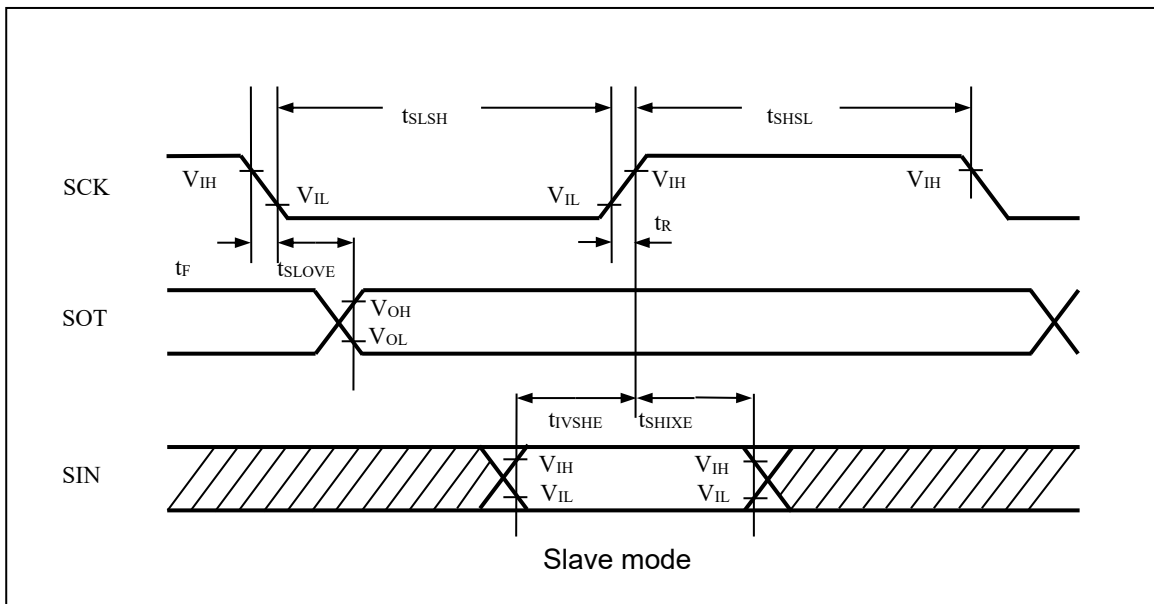 tSLSH tSHSL
SCK VIH VIL VIL VIH VIH
tR
tF tSLOVE
SOT VOH
VOL
tIVSHE tSHIXE
SIN VIH VIH
VIL VIL
Slave mode